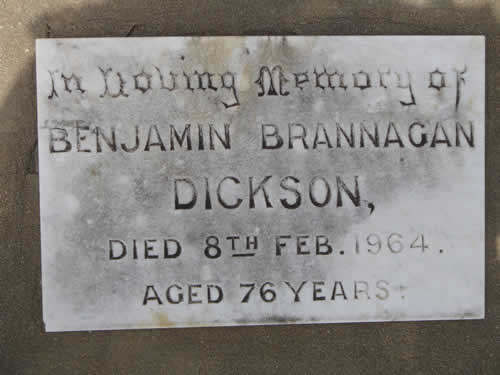 In Loving Memory of
BENJAMIN BRANNAGAN
DICKSON,
DIED 8TH FEB. 1964.
AGED 76 YEARS.